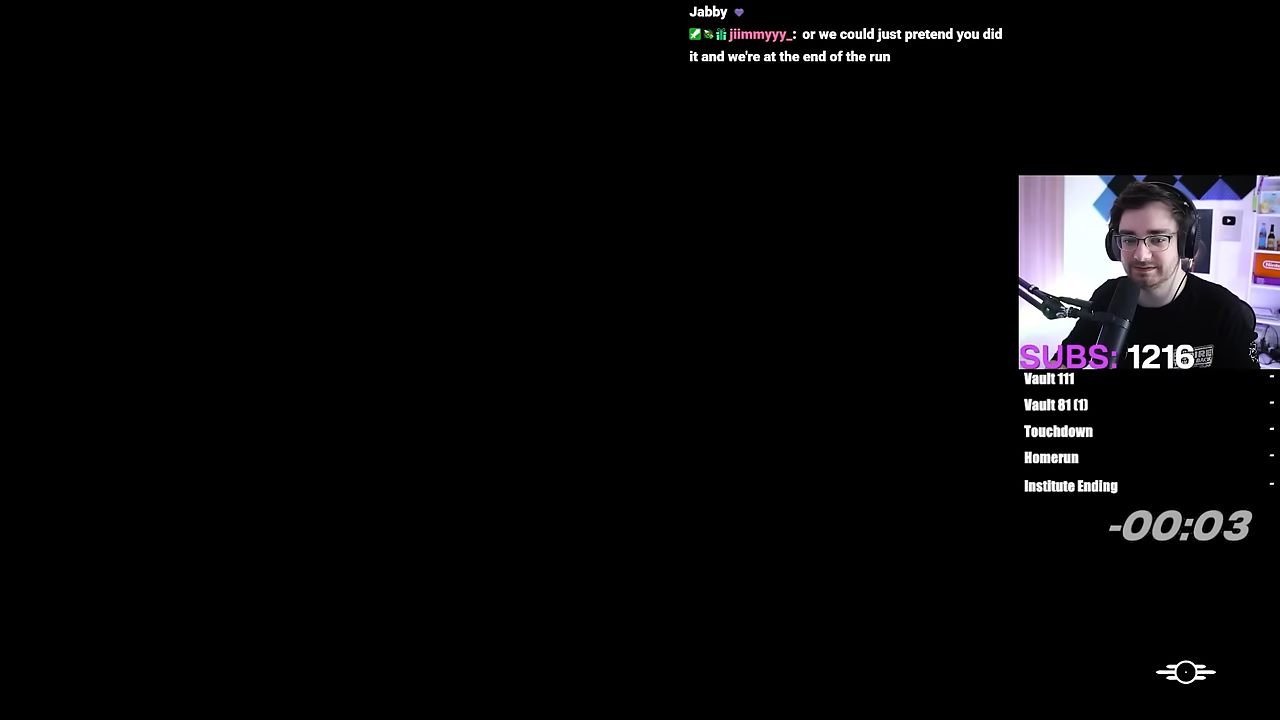 Jabby
jiimmyyy_: or we could just pretend you did
it and we're at the end of the run
SUBS: 1216
Vault 111 -
Vault 81 (1) -
Touchdown -
Homerun -
Institute Ending -
-00:03